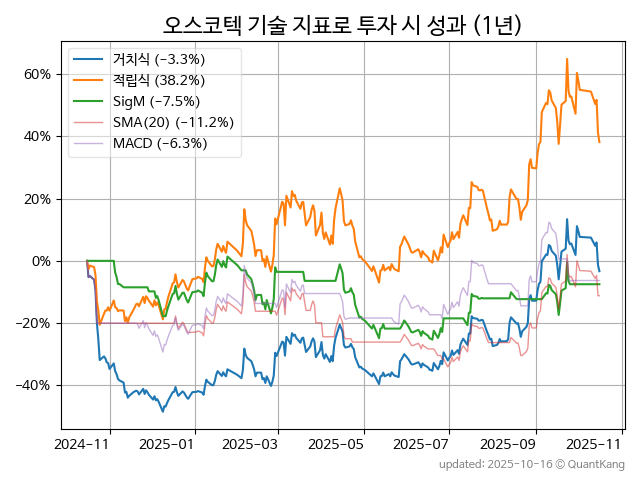 오스코텍 기술 지표로 투자 시 성과 (1년)
거치식 (−3.3%)
적립식 (38.2%)
SigM (−7.5%)
SMA(20) (−11.2%)
MACD (−6.3%)
60%
40%
20%
0%
−20%
−40%
2024-11 2025-01 2025-03 2025-05 2025-07 2025-09 2025-11
updated: 2025-10-16 © QuantKang